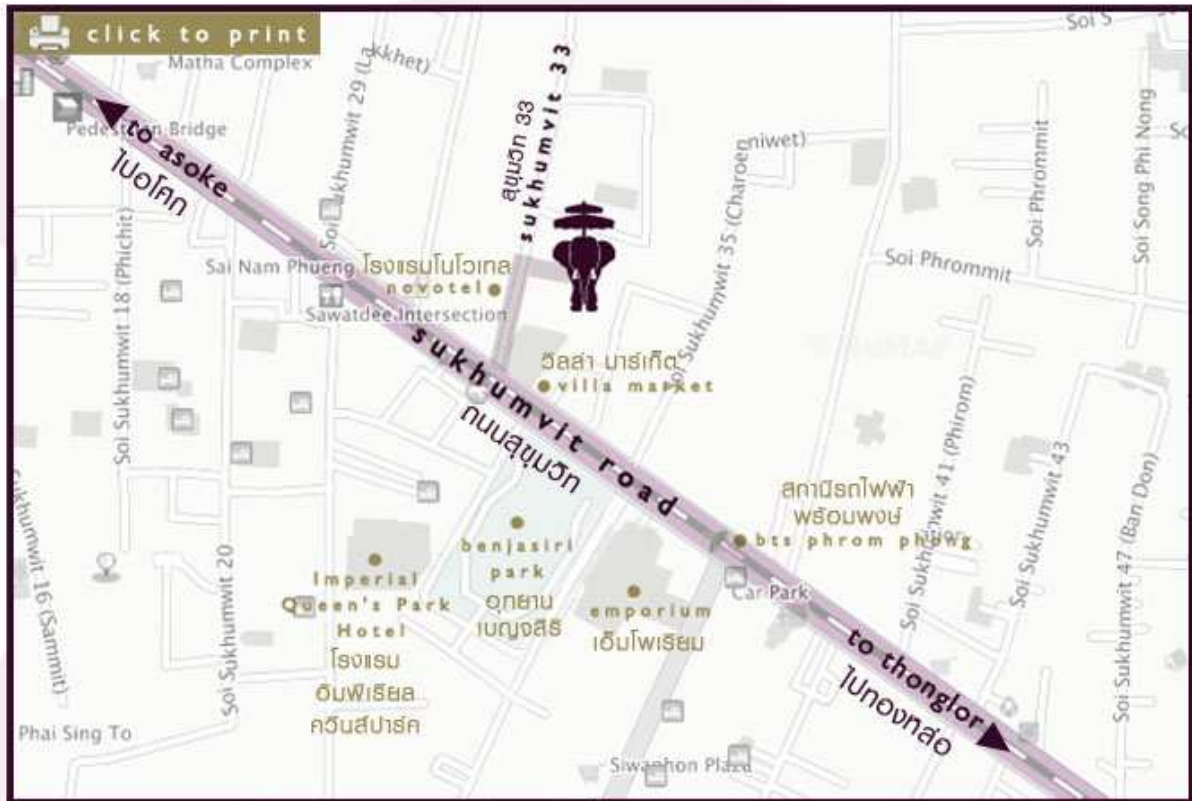 click to print
Matha Complex
Pedestrian Bridge
to asoke
ไปอโศก
Soi Sukhumwit 29 (La
kkhet)
สุขุมวิท 33
sukhumvit 33
Soi S
niwet)
Soi Sukhumwit 35 (Charoen
Soi Phrommit
Soi Phrommit
Soi Song Phi Nong
So
โรงแรมโนโวเทล
novotel
Sai Nam Phueng
Sawatdee Intersection
Soi Sukhumwit 18 (Phichit)
วิลล่า มาร์เก็ต
villa market
sukhumvit road
ถนนสุขุมวิท
สถานีรถไฟฟ้า
พร้อมพงษ์
bts phrom phong
Soi Sukhumwit 41 (Phirom)
Soi Sukhumwit 43
Soi Sukhumwit 47 (Ban Don)
Sukhumwit 16 (Sammit)
Soi Sukhumwit 20
Imperial
Queen's Park
Hotel
โรงแรม
อิมพีเรียล
ควีนส์ปาร์ค
benjasiri
park
อุทยาน
เบญจสิริ
emporium
เอ็มโพเรียม
Car Park
to thonglor
ไปทองหล่อ
Phai Sing To
Siwanhon Plaza